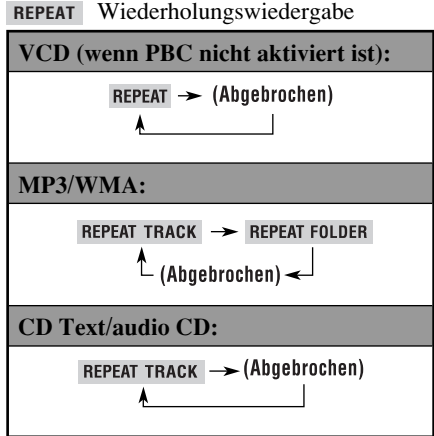 REPEAT Wiederholungswiedergabe
VCD (wenn PBC nicht aktiviert ist):
REPEAT (Abgebrochen)
MP3/WMA:
REPEAT TRACK REPEAT FOLDER
(Abgebrochen)
CD Text/audio CD:
REPEAT TRACK (Abgebrochen)